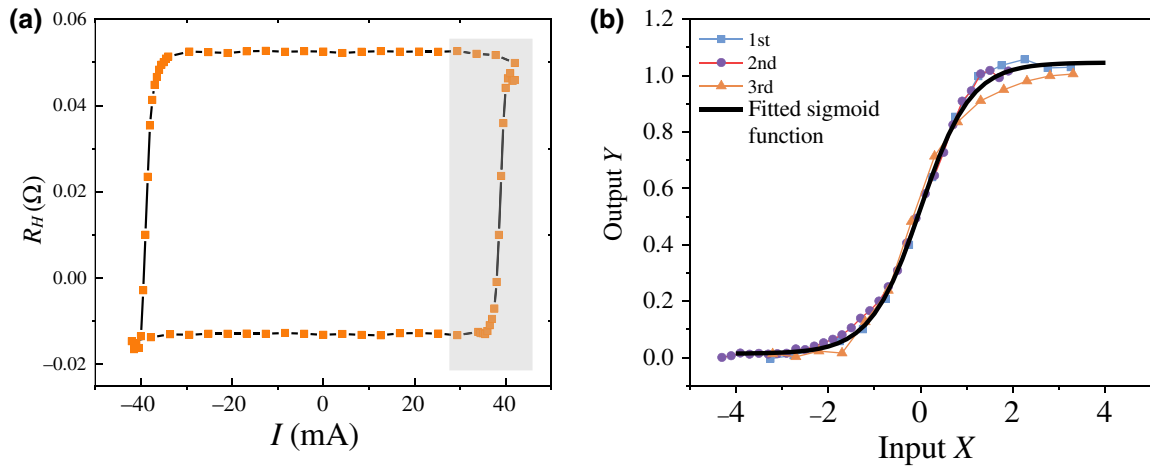 (a)
0.06
0.04
0.02
0.00
−0.02
R_H (Ω)
−40
−20
0
20
40
I (mA)
(b)
1.2
1.0
0.8
0.6
0.4
0.2
0.0
Output Y
1st
2nd
3rd
Fitted sigmoid
function
−4
−2
0
2
4
Input X